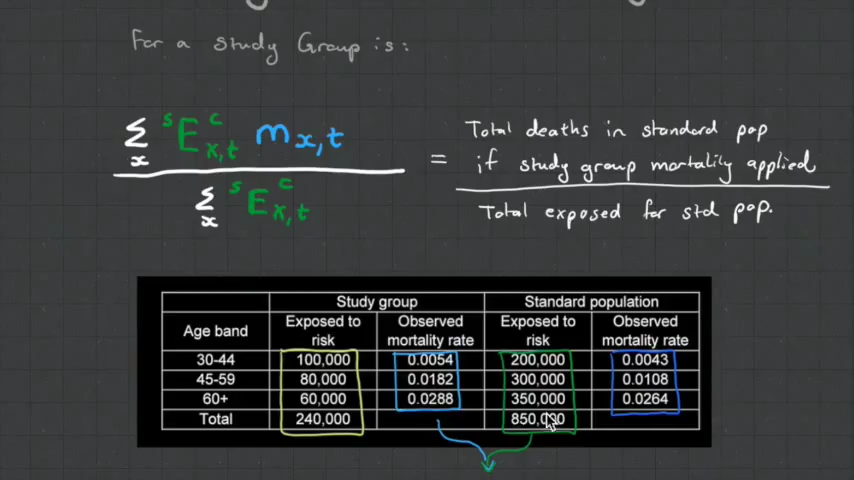 For a Study Group is:
Σ x ˢEᶜx,t mx,t
Σ x ˢEᶜx,t
=
Total deaths in standard pop
if study group mortality applied
Total exposed for std pop.
Study group Standard population
Age band Exposed to risk Observed mortality rate Exposed to risk Observed mortality rate
30-44 100,000 0.0054 200,000 0.0043
45-59 80,000 0.0182 300,000 0.0108
60+ 60,000 0.0288 350,000 0.0264
Total 240,000 850,000